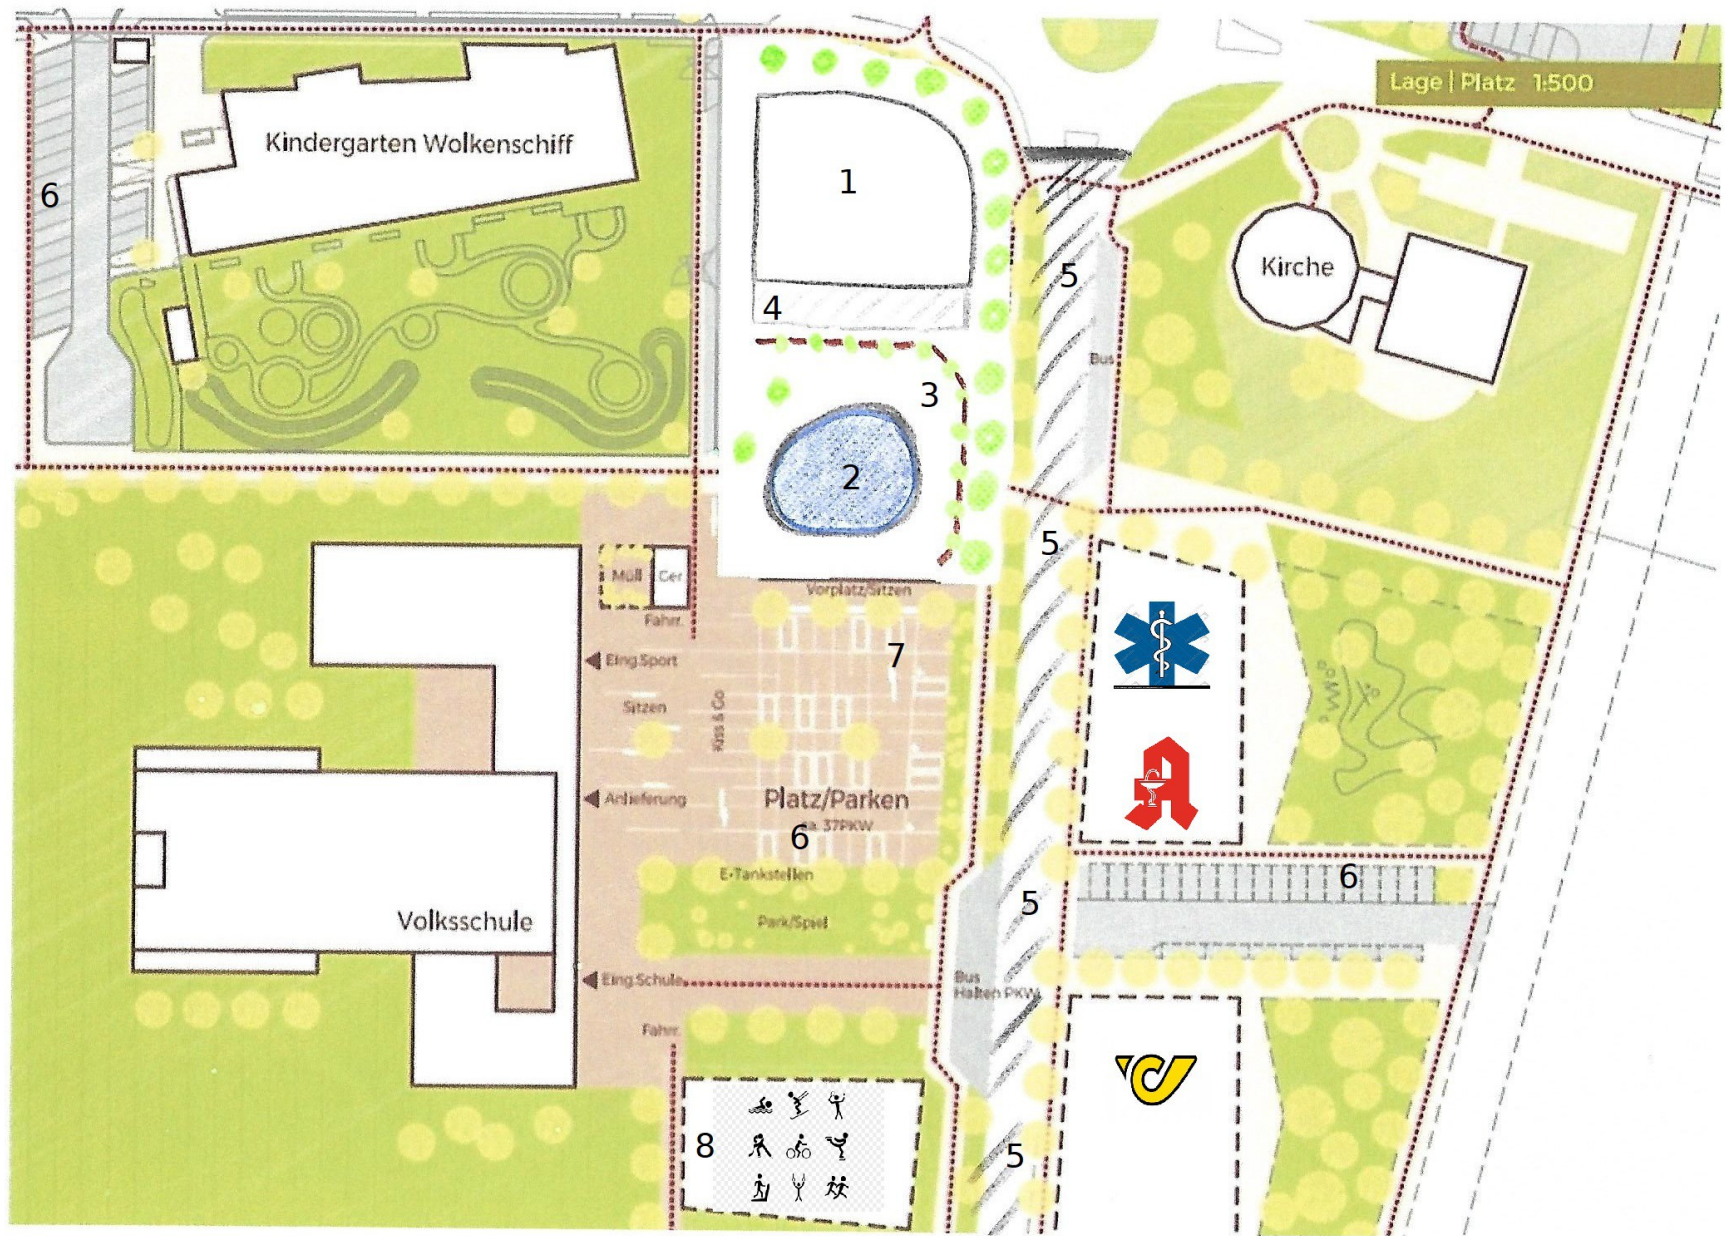 Lage | Platz 1:500
Kindergarten Wolkenschiff
1
6
Kirche
5
4
Bus
3
2
5
Müll
Ger
Vorplatz/Sitzen
Fahrr.
7
Eing.Sport
Sitzen
Kiss & Go
Anlieferung
Platz/Parken
ca. 37PKW
6
E-Tankstellen
6
5
Volksschule
Park/Spiel
Eing.Schule
Bus
Halten PKW
Fahrr.
8
5